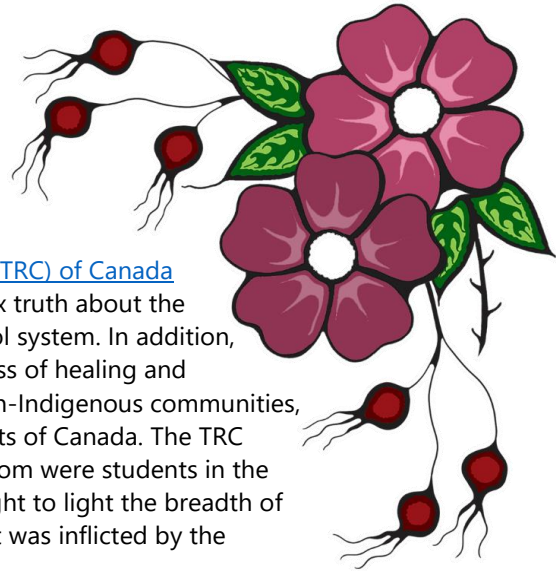 TRC) of Canada
x truth about the
ol system. In addition,
ss of healing and
n-Indigenous communities,
ts of Canada. The TRC
om were students in the
ght to light the breadth of
t was inflicted by the